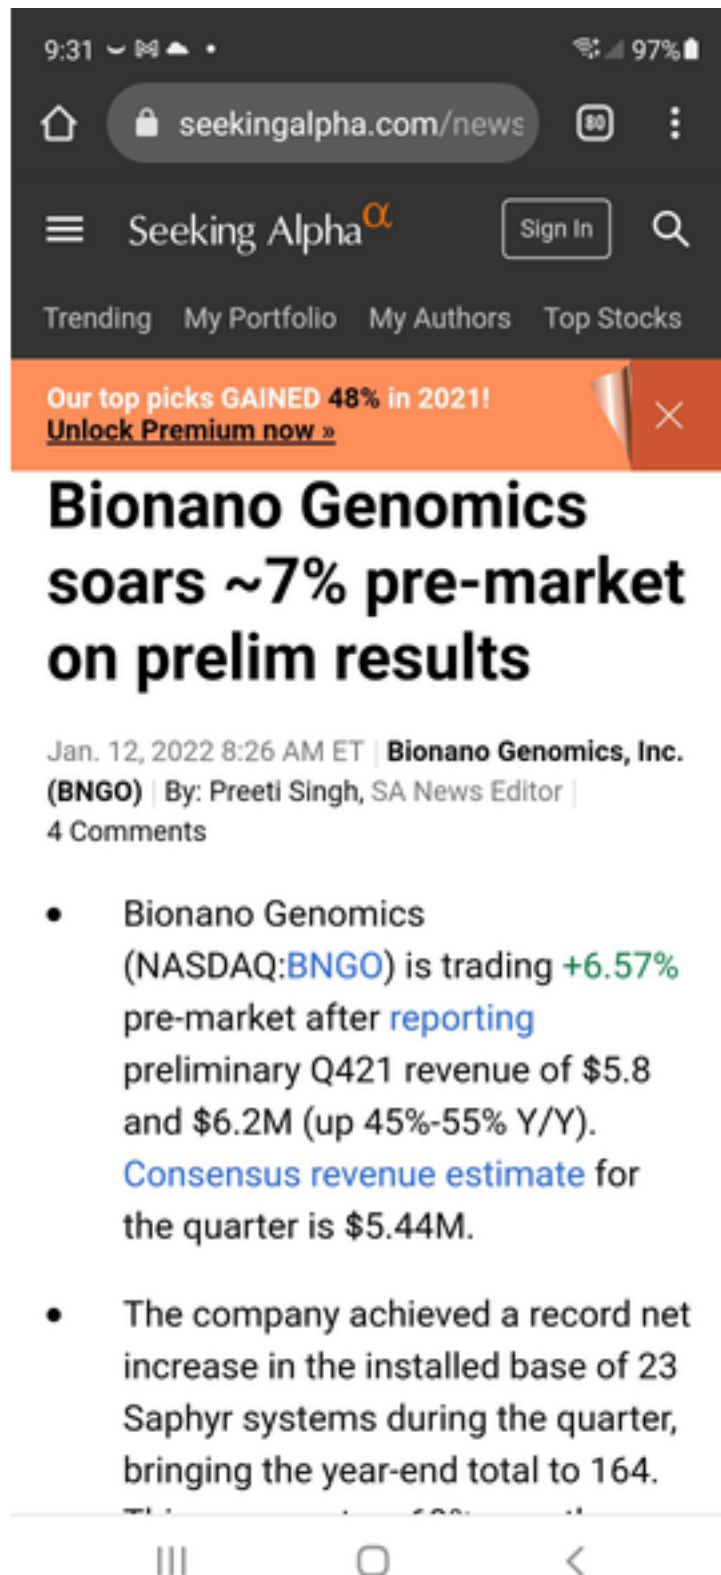 9:31 97%
seekingalpha.com/news 80
Seeking Alpha α Sign In
Trending My Portfolio My Authors Top Stocks
Our top picks GAINED 48% in 2021!
Unlock Premium now »
Bionano Genomics
soars ~7% pre-market
on prelim results
Jan. 12, 2022 8:26 AM ET | Bionano Genomics, Inc.
(BNGO) | By: Preeti Singh, SA News Editor |
4 Comments
• Bionano Genomics
(NASDAQ:BNGO) is trading +6.57%
pre-market after reporting
preliminary Q421 revenue of $5.8
and $6.2M (up 45%-55% Y/Y).
Consensus revenue estimate for
the quarter is $5.44M.
• The company achieved a record net
increase in the installed base of 23
Saphyr systems during the quarter,
bringing the year-end total to 164.